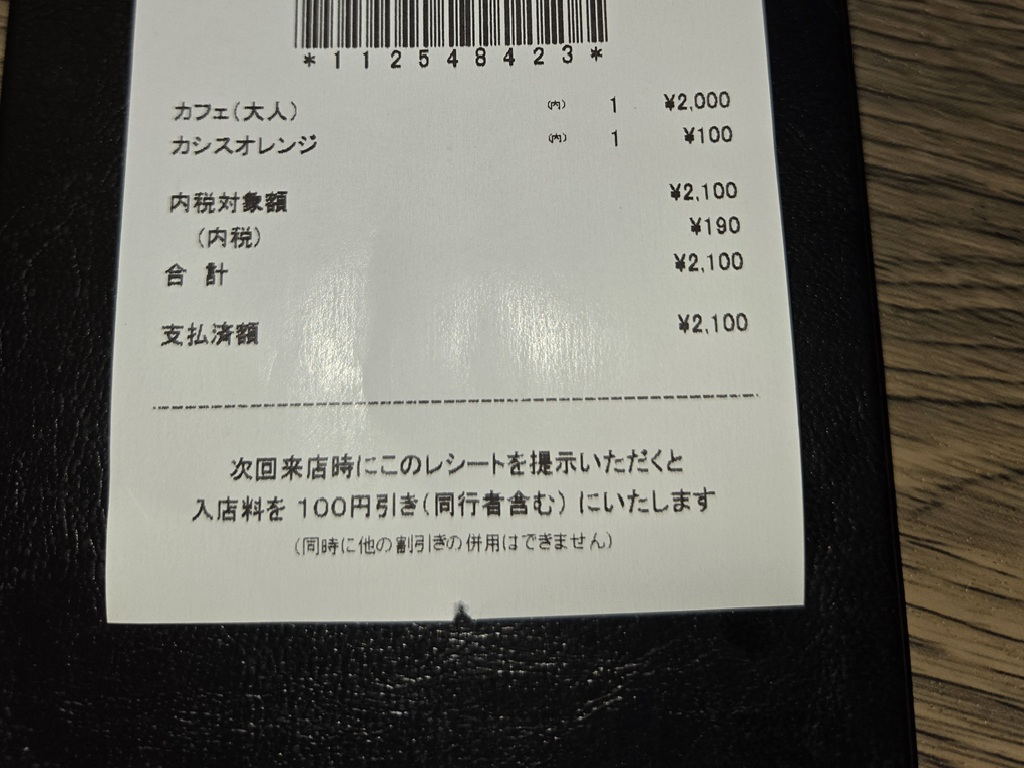 *112548423*
カフェ(大人) (内) 1 ¥2,000
カシスオレンジ (内) 1 ¥100
内税対象額 ¥2,100
(内税) ¥190
合 計 ¥2,100
支払済額 ¥2,100
次回来店時にこのレシートを提示いただくと
入店料を 100円引き(同行者含む) にいたします
(同時に他の割引きの併用はできません)